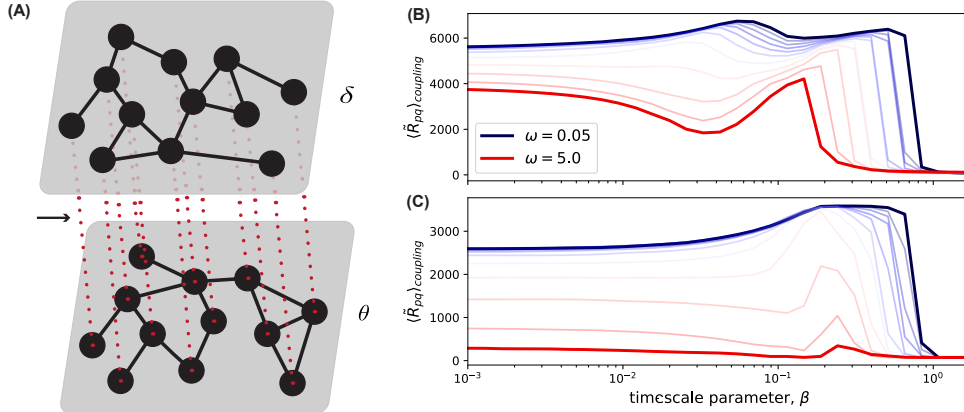 (A)
δ
θ
(B)
⟨R̃pq⟩coupling
6000
4000
2000
0
ω = 0.05
ω = 5.0
(C)
⟨R̃pq⟩coupling
3000
2000
1000
0
10⁻³
10⁻²
10⁻¹
10⁰
timescale parameter, β